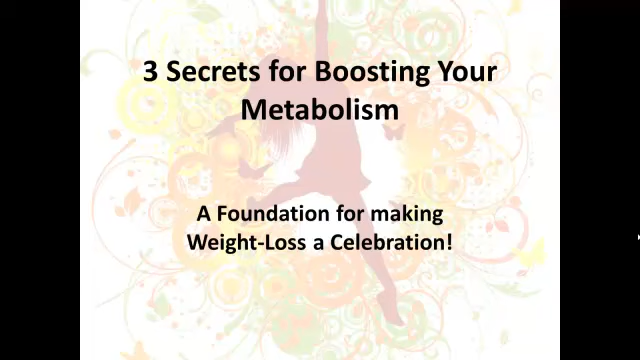 3 Secrets for Boosting Your
Metabolism
A Foundation for making
Weight-Loss a Celebration!